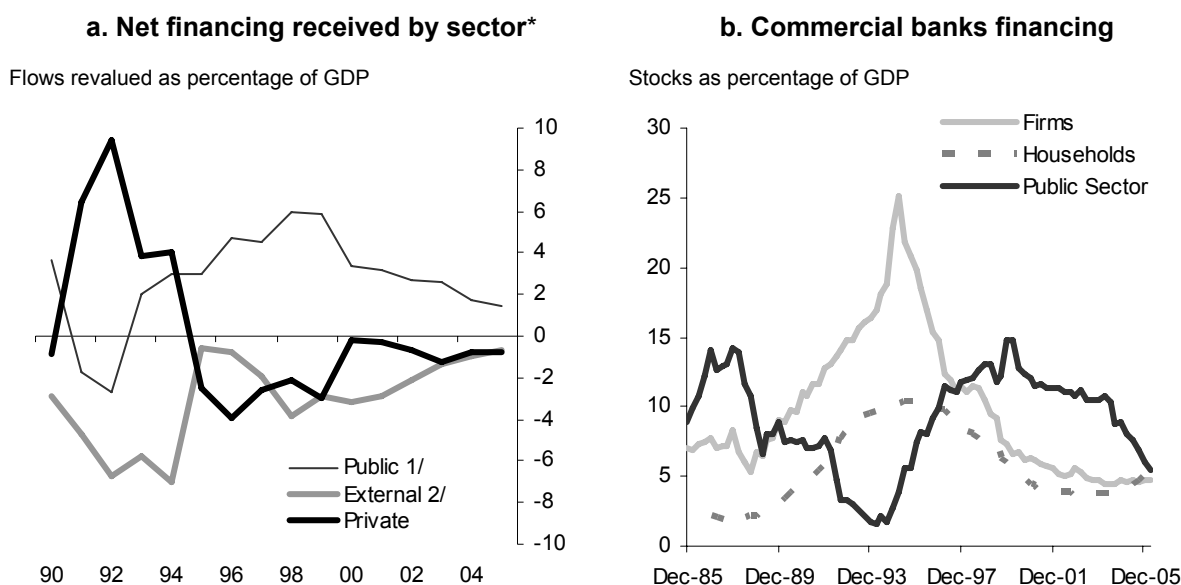 a. Net financing received by sector*
Flows revalued as percentage of GDP
10
8
6
4
2
0
-2
-4
-6
-8
-10
Public 1/
External 2/
Private
90 92 94 96 98 00 02 04
b. Commercial banks financing
Stocks as percentage of GDP
30
25
20
15
10
5
0
Firms
Households
Public Sector
Dec-85 Dec-89 Dec-93 Dec-97 Dec-01 Dec-05